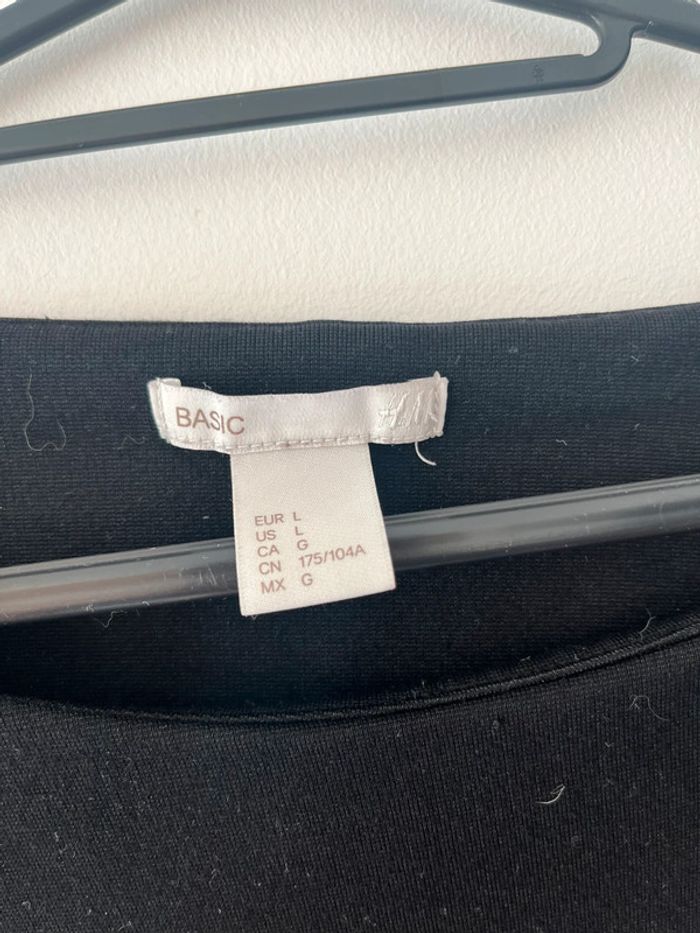 BASIC
H&M
EUR L
US L
CA G
CN 175/104A
MX G